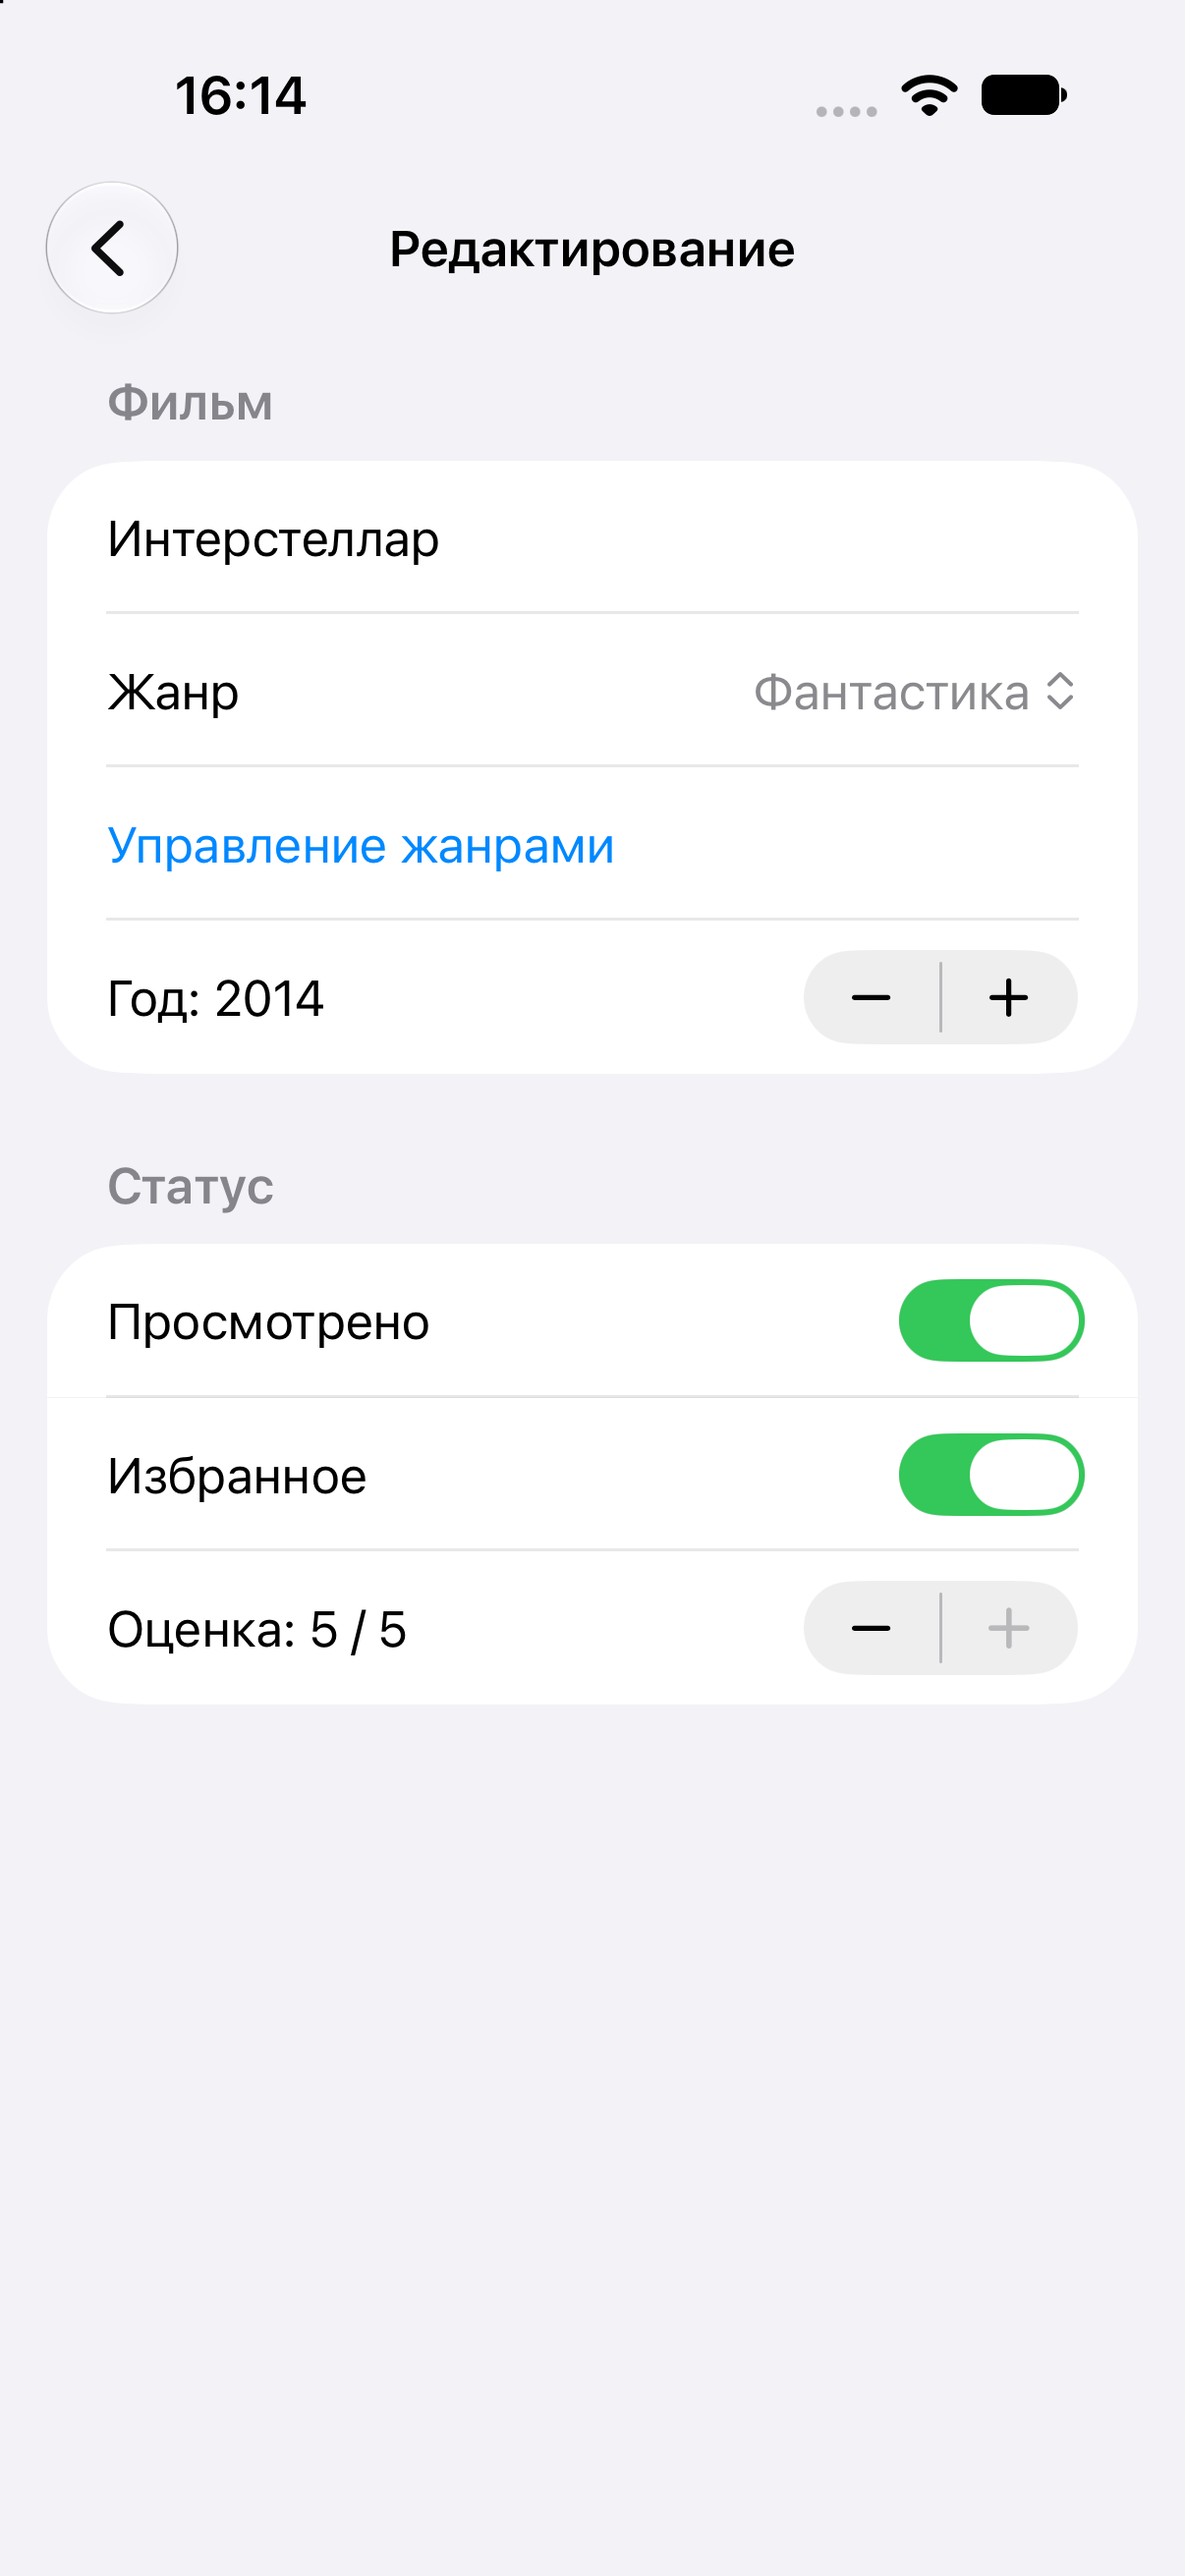 16:14
Редактирование
Фильм
Интерстеллар
Жанр Фантастика
Управление жанрами
Год: 2014
Статус
Просмотрено
Избранное
Оценка: 5 / 5